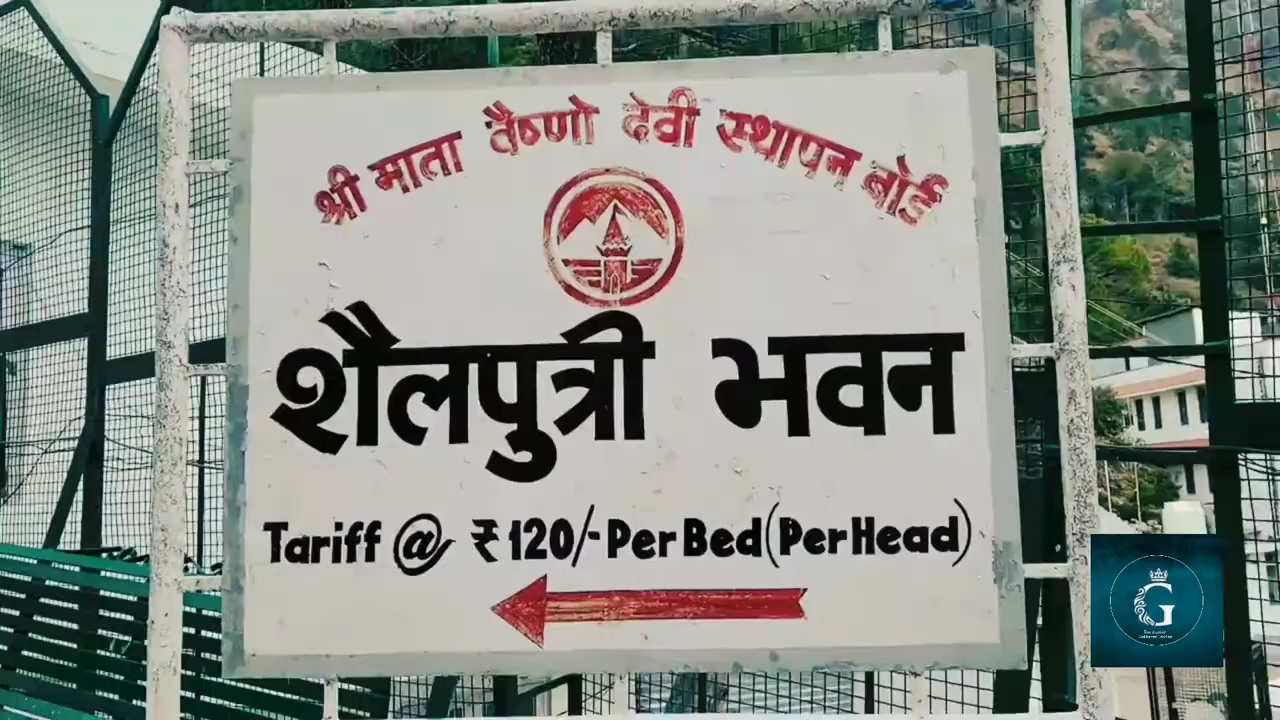 श्री माता वैष्णो देवी स्थापन बोर्ड
शैलपुत्री भवन
Tariff @ ₹ 120/- Per Bed (Per Head)
G